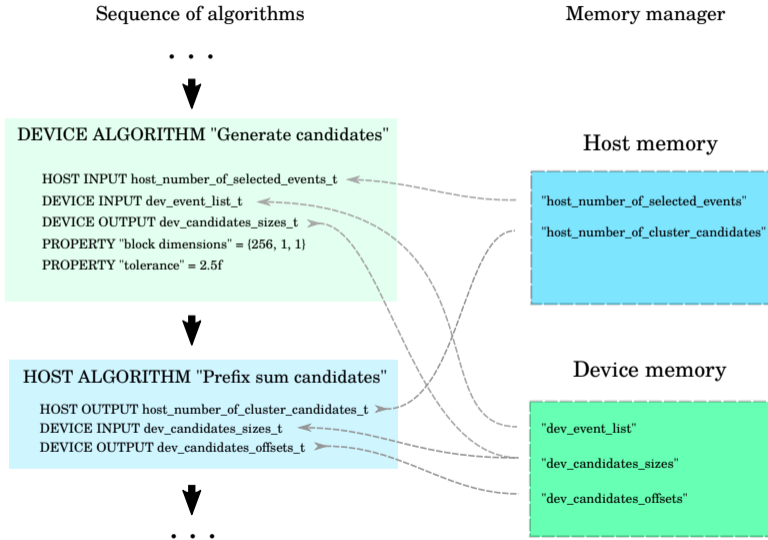 Sequence of algorithms
. . .
DEVICE ALGORITHM "Generate candidates"
HOST INPUT host_number_of_selected_events_t
DEVICE INPUT dev_event_list_t
DEVICE OUTPUT dev_candidates_sizes_t
PROPERTY "block dimensions" = {256, 1, 1}
PROPERTY "tolerance" = 2.5f
HOST ALGORITHM "Prefix sum candidates"
HOST OUTPUT host_number_of_cluster_candidates_t
DEVICE INPUT dev_candidates_sizes_t
DEVICE OUTPUT dev_candidates_offsets_t
. . .
Memory manager
Host memory
"host_number_of_selected_events"
"host_number_of_cluster_candidates"
Device memory
"dev_event_list"
"dev_candidates_sizes"
"dev_candidates_offsets"